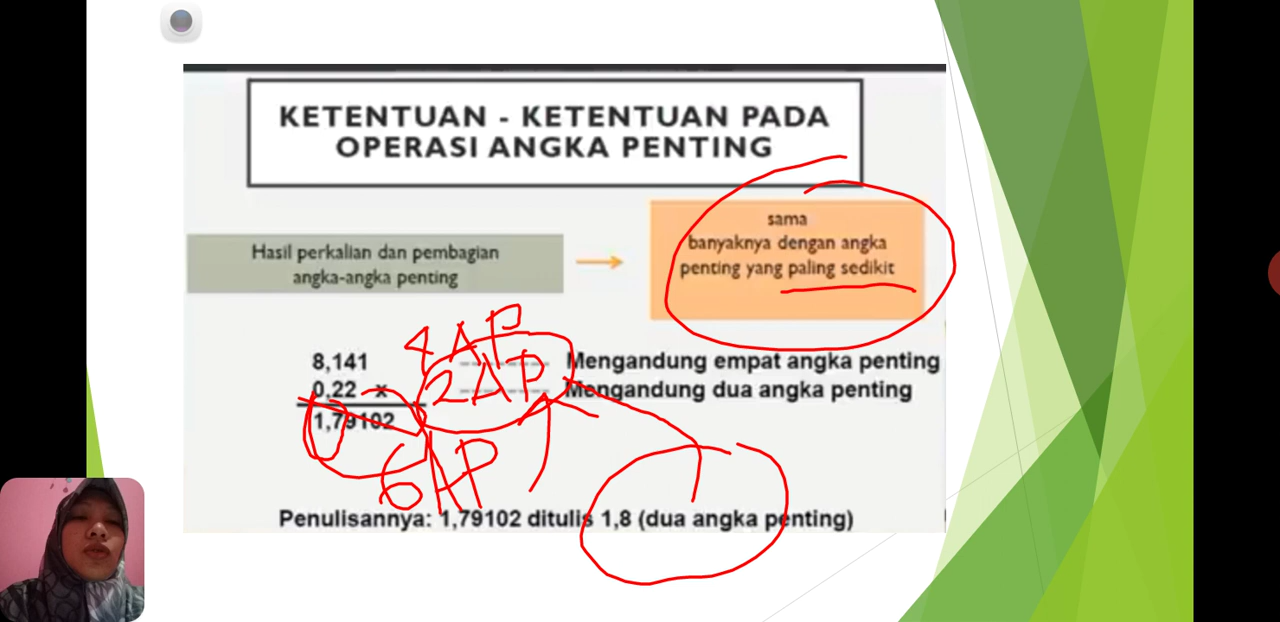 KETENTUAN - KETENTUAN PADA
OPERASI ANGKA PENTING
Hasil perkalian dan pembagian
angka-angka penting
sama
banyaknya dengan angka
penting yang paling sedikit
4 AP
8,141 ---------- Mengandung empat angka penting
2 AP
0,22 x ---------- Mengandung dua angka penting
1,79102
6 AP
Penulisannya: 1,79102 ditulis 1,8 (dua angka penting)